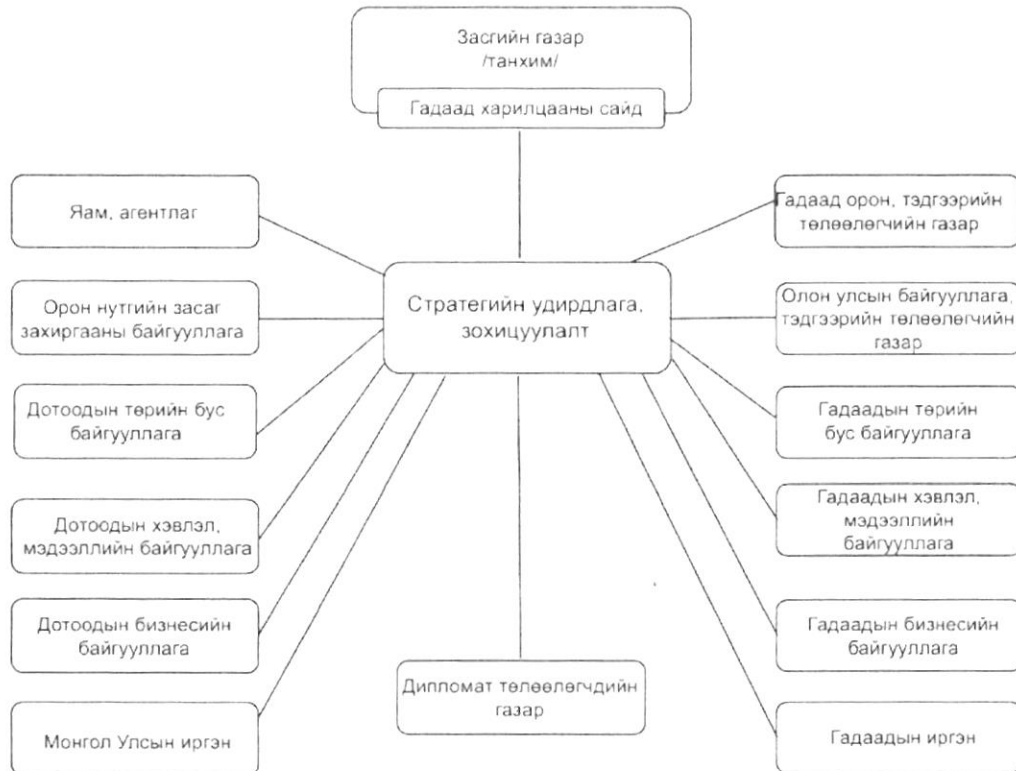 Засгийн газар
/танхим/
Гадаад харилцааны сайд
Яам, агентлаг
Гадаад орон, тэдгээрийн
төлөөлөгчийн газар
Орон нутгийн засаг
захиргааны байгууллага
Стратегийн удирдлага,
зохицуулалт
Олон улсын байгууллага,
тэдгээрийн төлөөлөгчийн
газар
Дотоодын төрийн бус
байгууллага
Гадаадын төрийн
бус байгууллага
Дотоодын хэвлэл,
мэдээллийн байгууллага
Гадаадын хэвлэл,
мэдээллийн
байгууллага
Дотоодын бизнесийн
байгууллага
Гадаадын бизнесийн
байгууллага
Дипломат төлөөлөгчдийн
газар
Монгол Улсын иргэн
Гадаадын иргэн